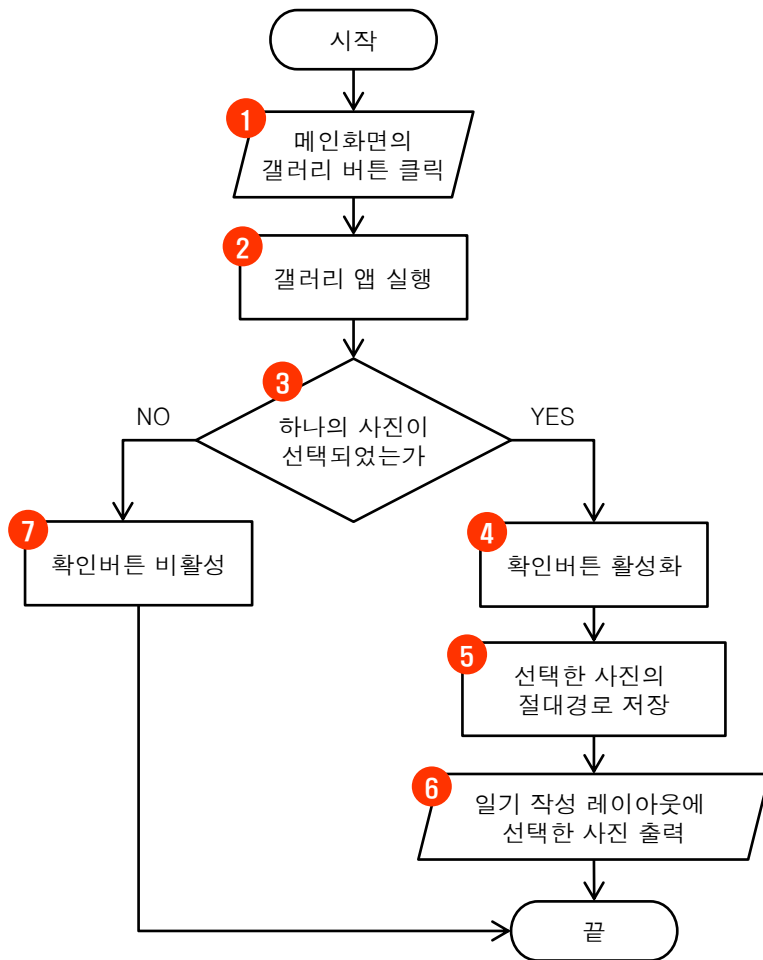 시작
1
메인화면의
갤러리 버튼 클릭
2
갤러리 앱 실행
3
하나의 사진이
선택되었는가
NO
YES
7
확인버튼 비활성
4
확인버튼 활성화
5
선택한 사진의
절대경로 저장
6
일기 작성 레이아웃에
선택한 사진 출력
끝